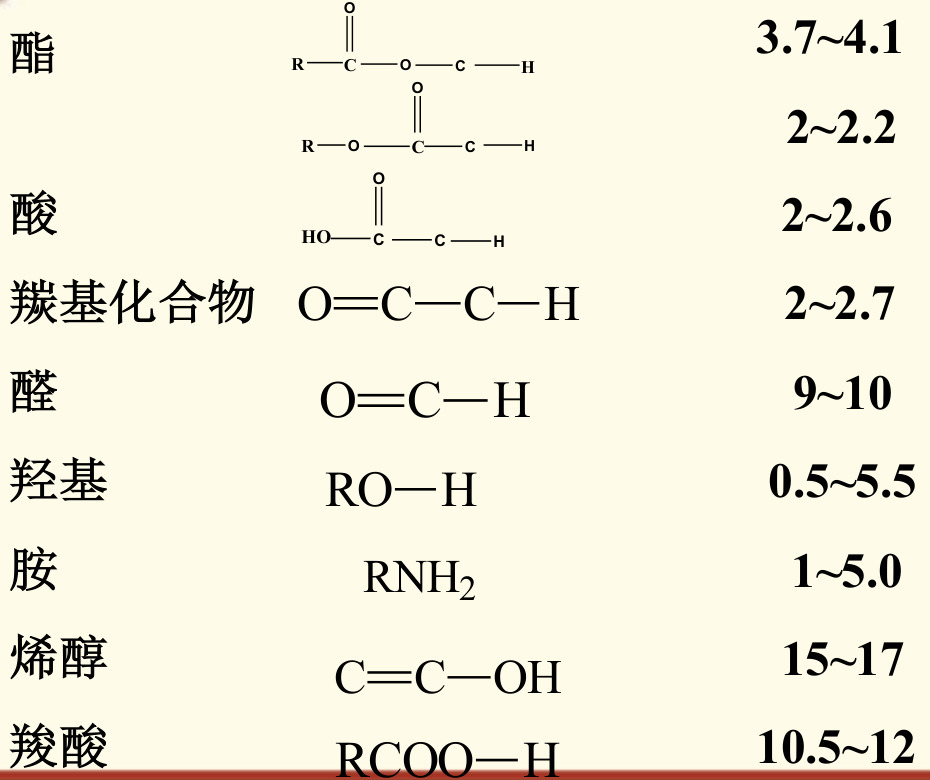 酯 R—C(=O)—O—C—H 3.7~4.1
R—O—C(=O)—C—H 2~2.2
酸 HO—C(=O)—C—H 2~2.6
羰基化合物 O=C—C—H 2~2.7
醛 O=C—H 9~10
羟基 RO—H 0.5~5.5
胺 RNH₂ 1~5.0
烯醇 C=C—OH 15~17
羧酸 RCOO—H 10.5~12